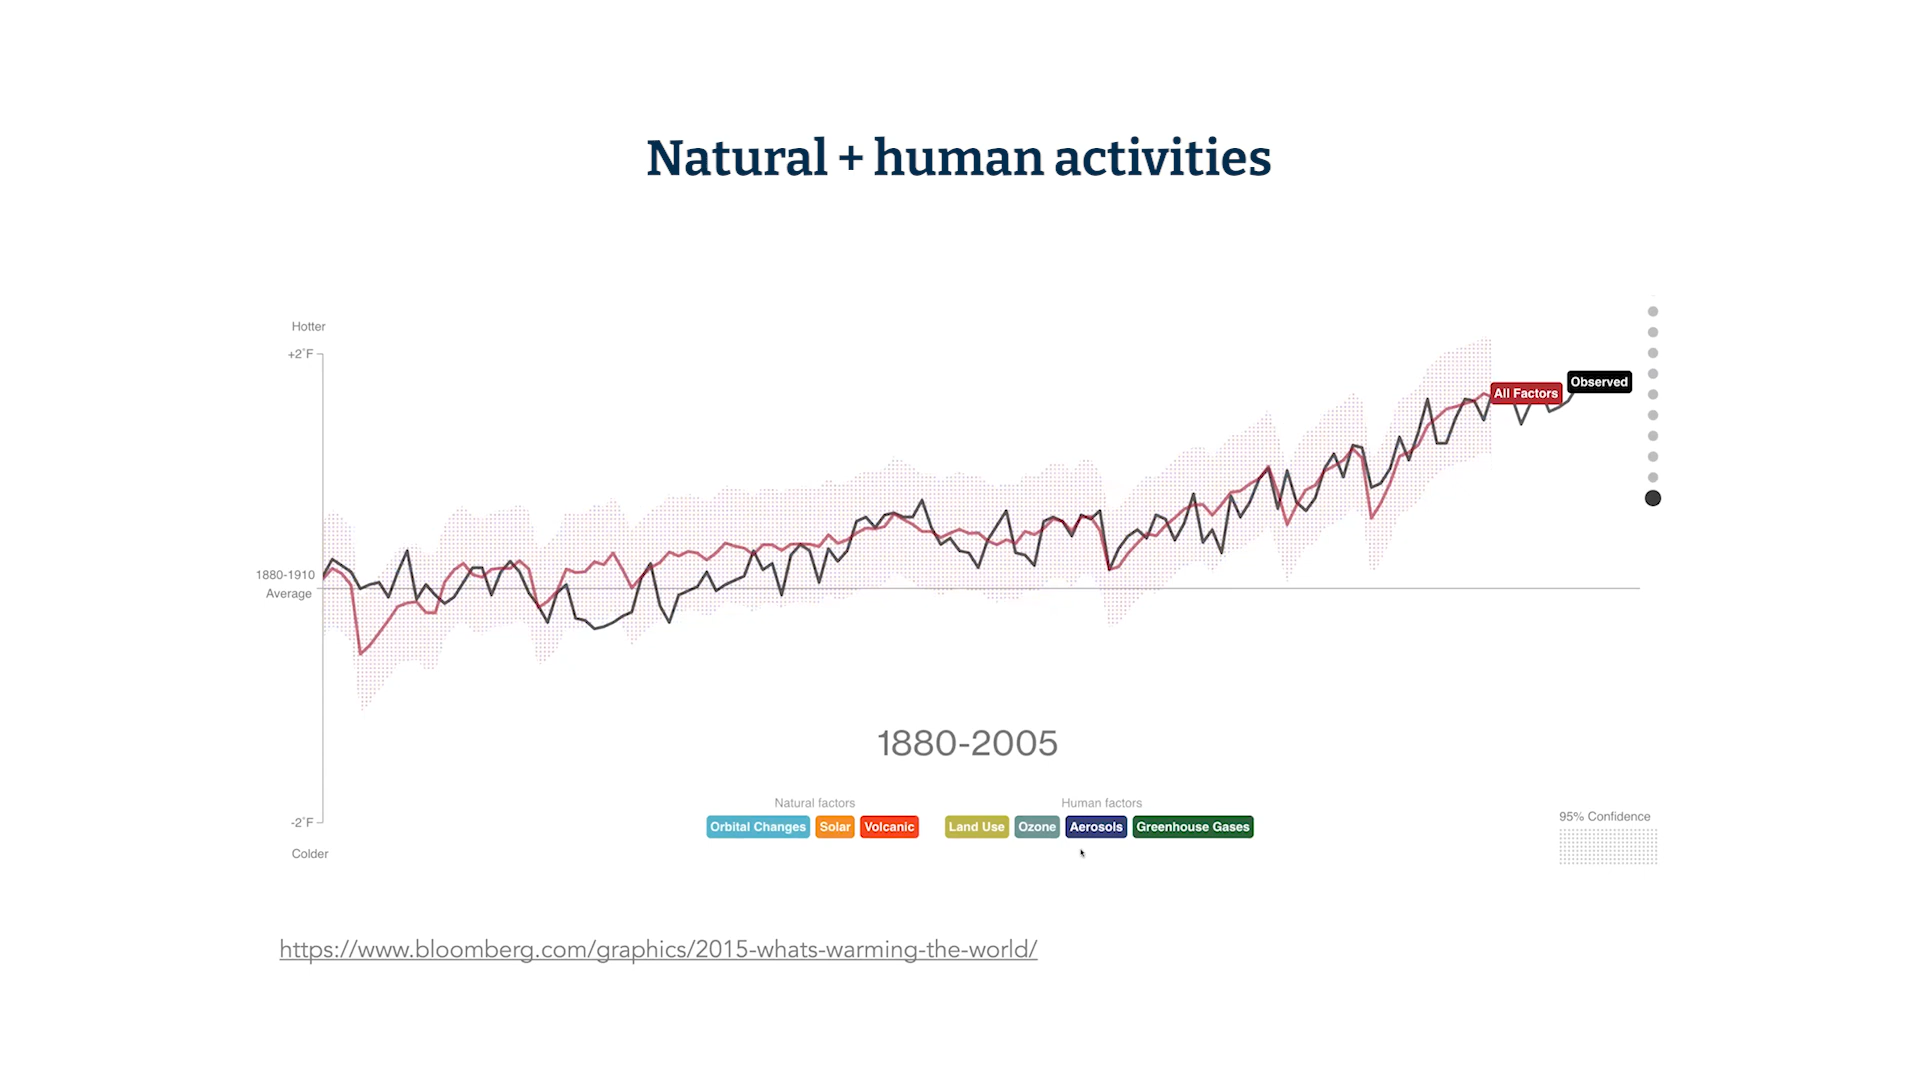 Natural + human activities
Hotter
+2°F
All Factors
Observed
1880-1910
Average
1880-2005
Natural factors
Human factors
Orbital Changes Solar Volcanic Land Use Ozone Aerosols Greenhouse Gases
-2°F
Colder
95% Confidence
https://www.bloomberg.com/graphics/2015-whats-warming-the-world/